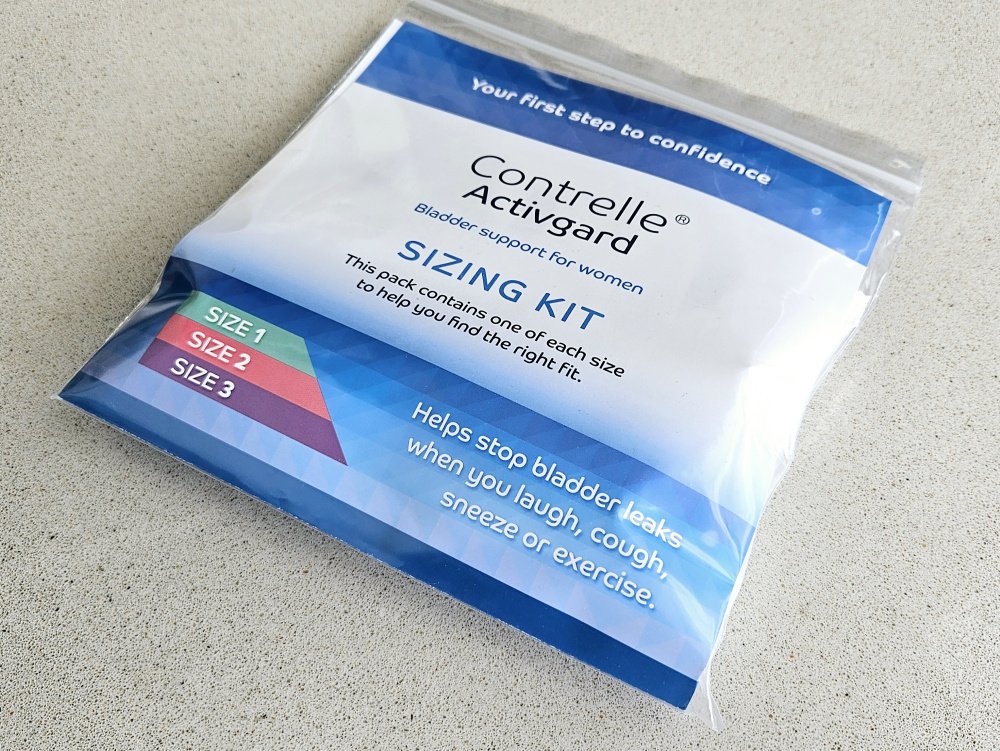 Your first step to confidence
Contrelle®
Activgard
Bladder support for women
SIZING KIT
This pack contains one of each size
to help you find the right fit.
SIZE 1
SIZE 2
SIZE 3
Helps stop bladder leaks
when you laugh, cough,
sneeze or exercise.